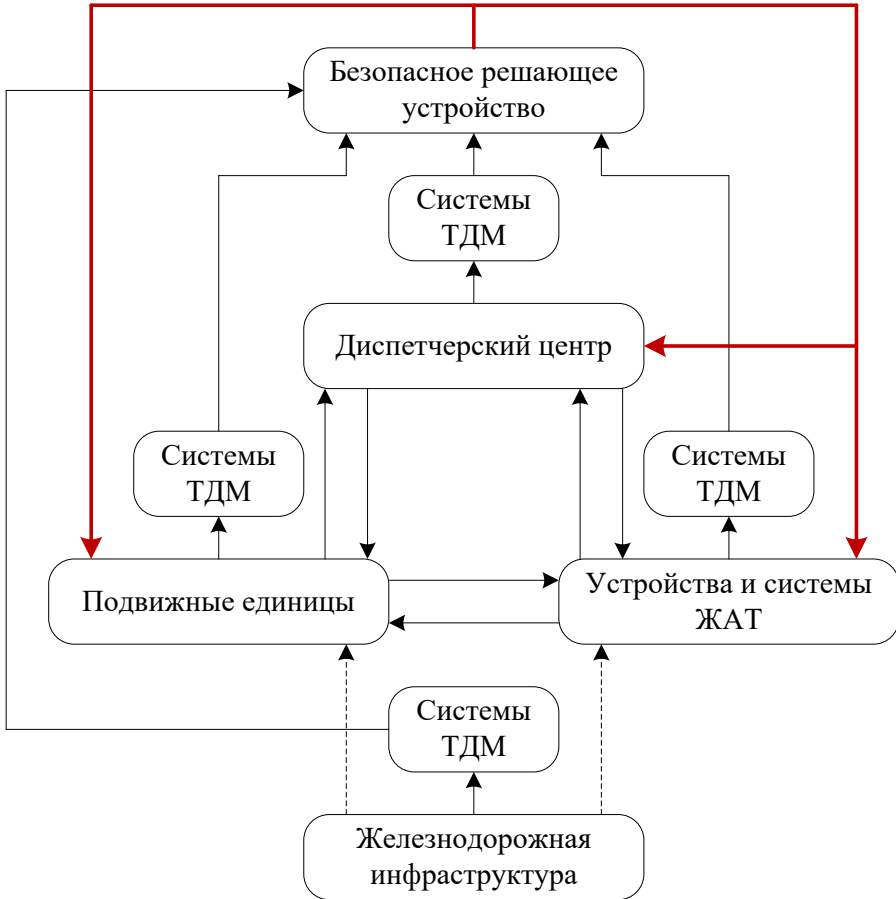 Безопасное решающее
устройство
Системы
ТДМ
Диспетчерский центр
Системы
ТДМ
Системы
ТДМ
Подвижные единицы
Устройства и системы
ЖАТ
Системы
ТДМ
Железнодорожная
инфраструктура